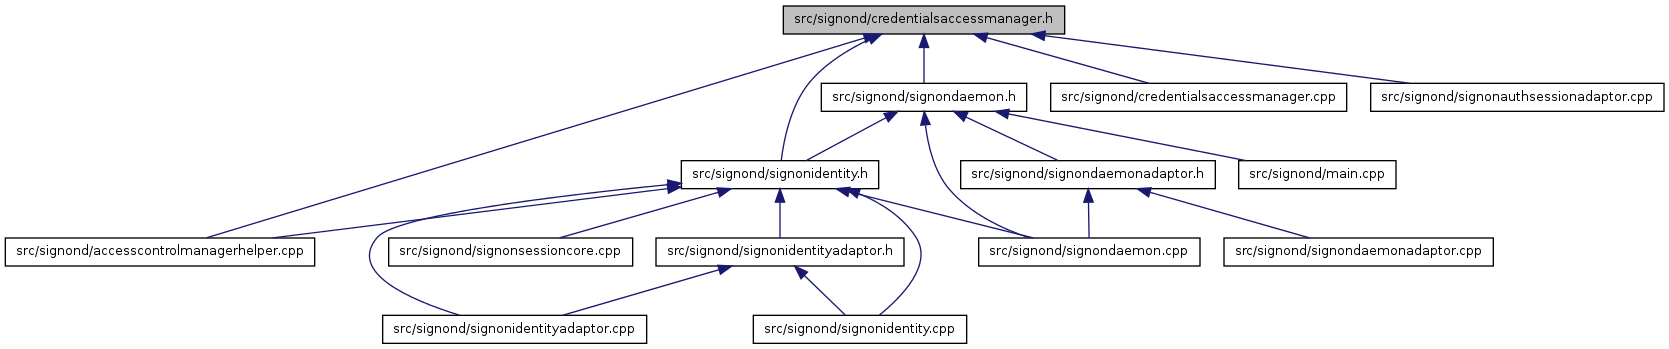 src/signond/credentialsaccessmanager.h
src/signond/signondaemon.h
src/signond/credentialsaccessmanager.cpp
src/signond/signonauthsessionadaptor.cpp
src/signond/signonidentity.h
src/signond/signondaemonadaptor.h
src/signond/main.cpp
src/signond/accesscontrolmanagerhelper.cpp
src/signond/signonsessioncore.cpp
src/signond/signonidentityadaptor.h
src/signond/signondaemon.cpp
src/signond/signondaemonadaptor.cpp
src/signond/signonidentityadaptor.cpp
src/signond/signonidentity.cpp